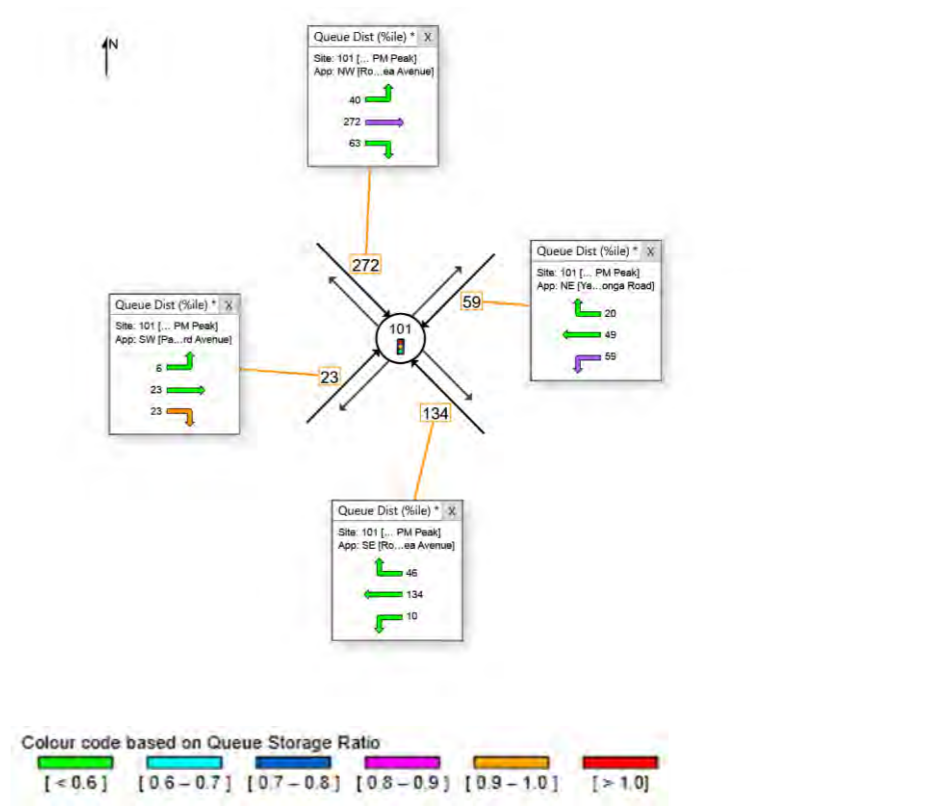 N
Queue Dist (%ile) * X
Site: 101 [... PM Peak]
App: NW [Ro...ea Avenue]
40
272
63
272
Queue Dist (%ile) * X
Site: 101 [... PM Peak]
App: NE [Ya...onga Road]
20
49
59
59
101
Queue Dist (%ile) * X
Site: 101 [... PM Peak]
App: SW [Pa...rd Avenue]
6
23
23
23
134
Queue Dist (%ile) * X
Site: 101 [... PM Peak]
App: SE [Ro...ea Avenue]
46
134
10
Colour code based on Queue Storage Ratio
[ < 0.6 ] [ 0.6 – 0.7 ] [ 0.7 – 0.8 ] [ 0.8 – 0.9 ] [ 0.9 – 1.0 ] [ > 1.0 ]